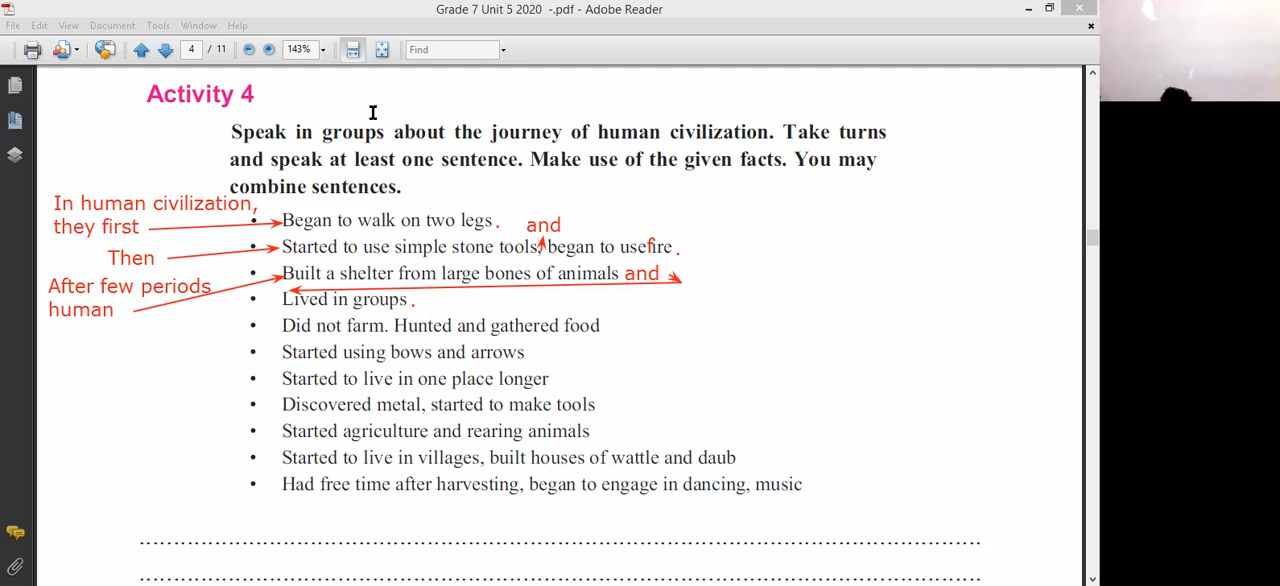 Grade 7 Unit 5 2020 -.pdf - Adobe Reader
File Edit View Document Tools Window Help
4 / 11 143% Find
Activity 4
Speak in groups about the journey of human civilization. Take turns
and speak at least one sentence. Make use of the given facts. You may
combine sentences.
In human civilization,
they first
• Began to walk on two legs .
and
Then
• Started to use simple stone tools, began to use fire .
After few periods
human
• Built a shelter from large bones of animals and
• Lived in groups .
• Did not farm. Hunted and gathered food
• Started using bows and arrows
• Started to live in one place longer
• Discovered metal, started to make tools
• Started agriculture and rearing animals
• Started to live in villages, built houses of wattle and daub
• Had free time after harvesting, began to engage in dancing, music